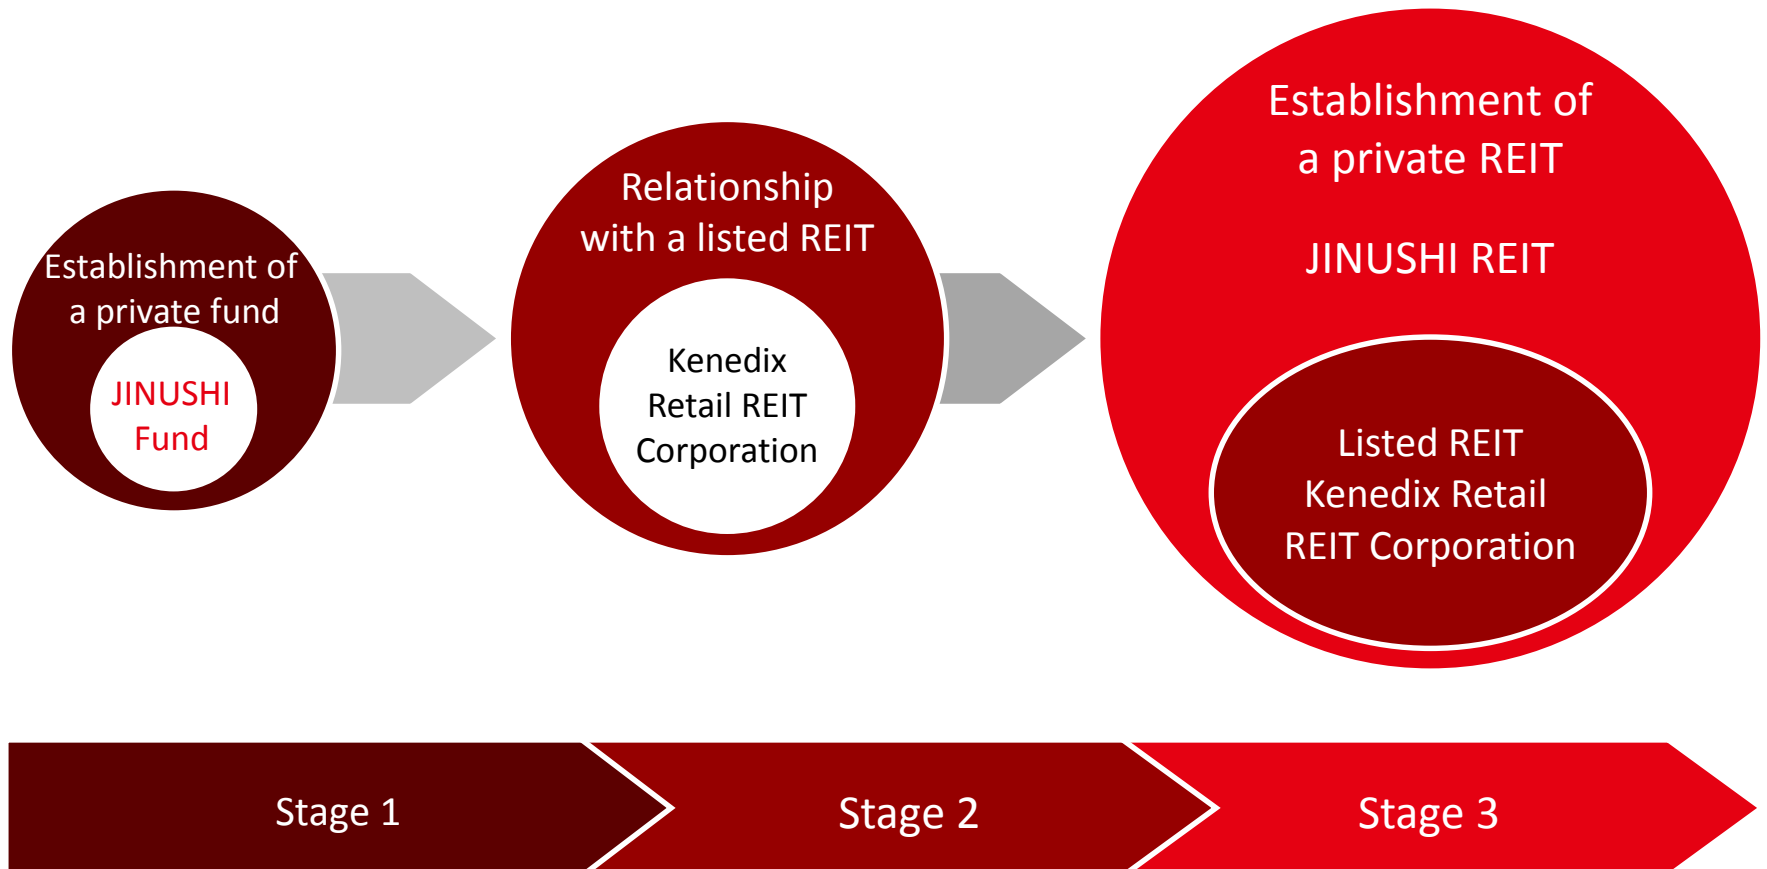 Establishment of
a private fund
JINUSHI
Fund
Relationship
with a listed REIT
Kenedix
Retail REIT
Corporation
Establishment of
a private REIT
JINUSHI REIT
Listed REIT
Kenedix Retail
REIT Corporation
Stage 1
Stage 2
Stage 3